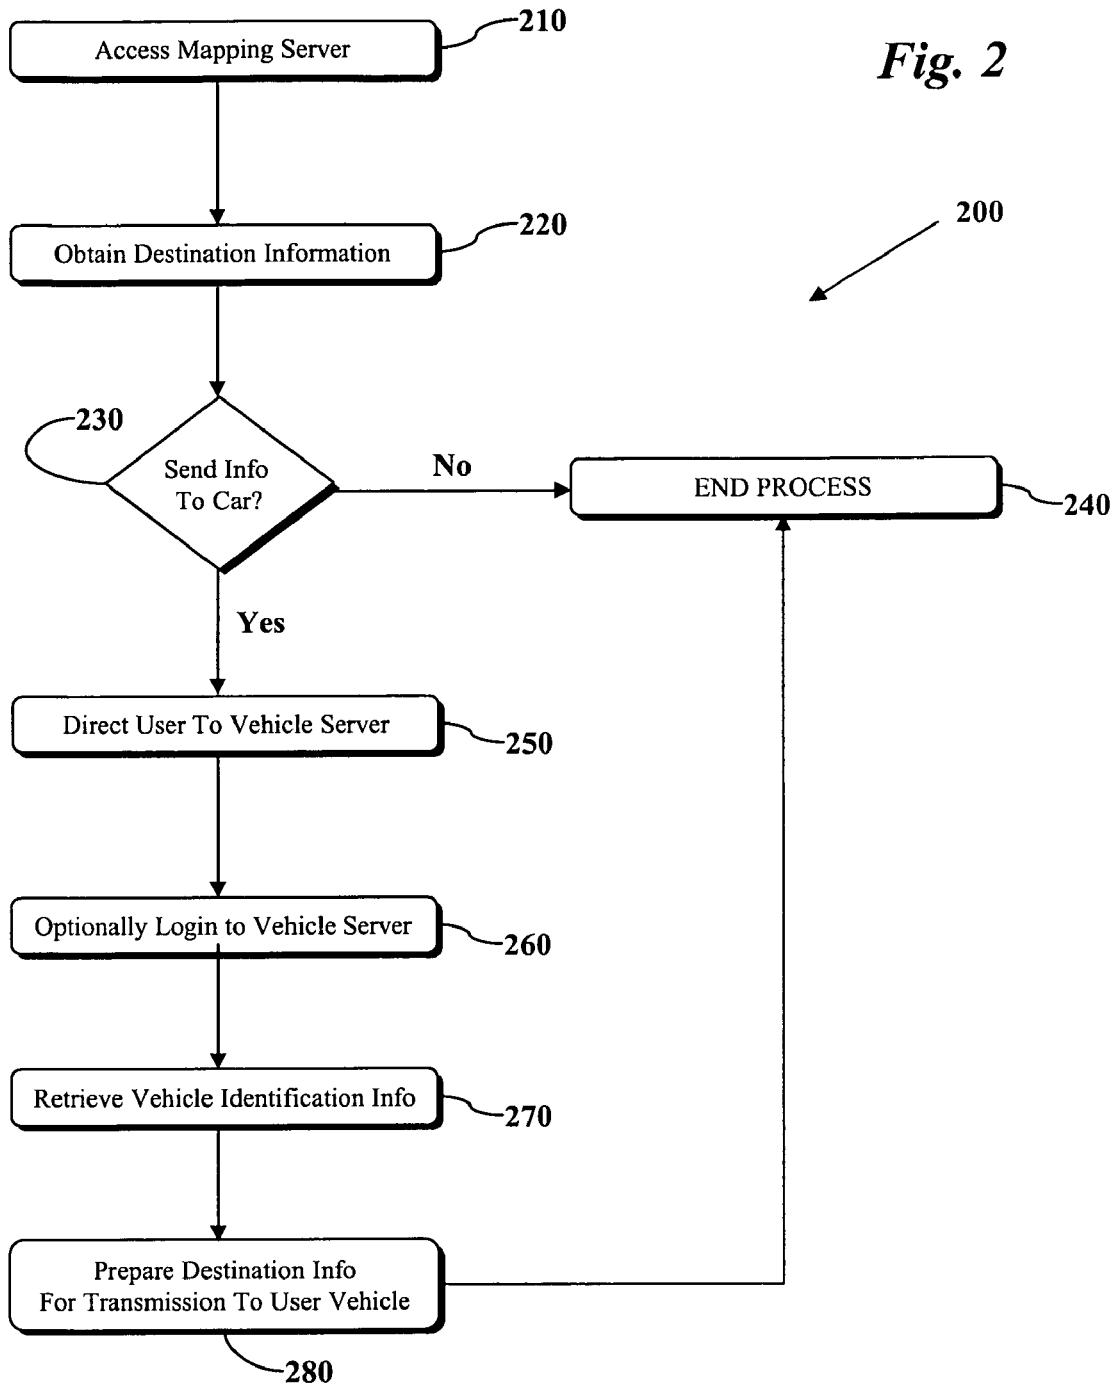 210
Access Mapping Server
Fig. 2
220
200
Obtain Destination Information
230
Send Info
To Car?
No
END PROCESS
240
Yes
Direct User To Vehicle Server
250
Optionally Login to Vehicle Server
260
Retrieve Vehicle Identification Info
270
Prepare Destination Info
For Transmission To User Vehicle
280